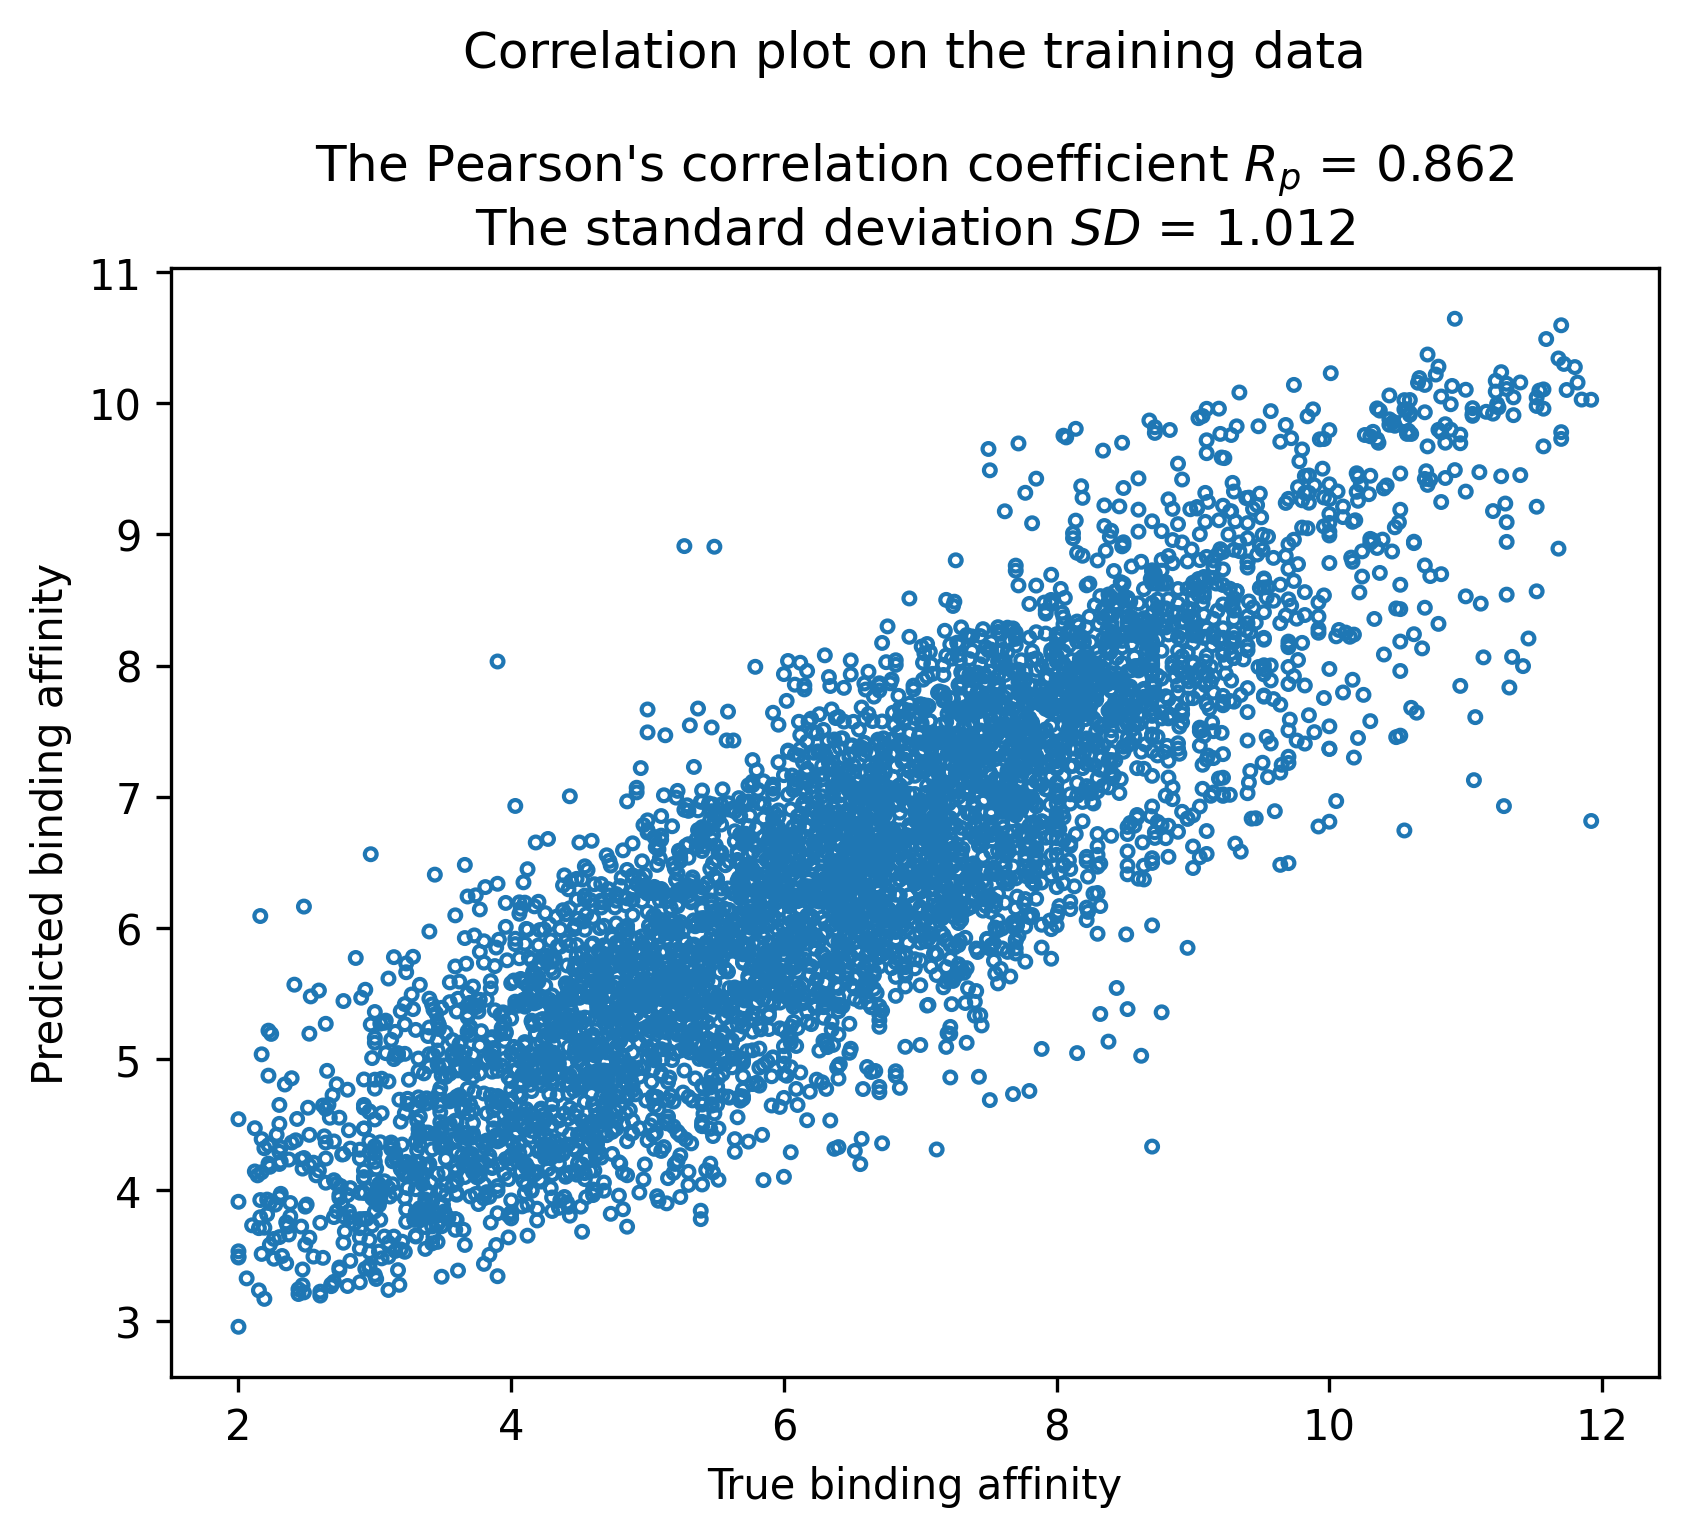 Correlation plot on the training data
The Pearson's correlation coefficient Rₚ = 0.862
The standard deviation SD = 1.012
11
10
9
8
7
6
5
4
3
Predicted binding affinity
2 4 6 8 10 12
True binding affinity